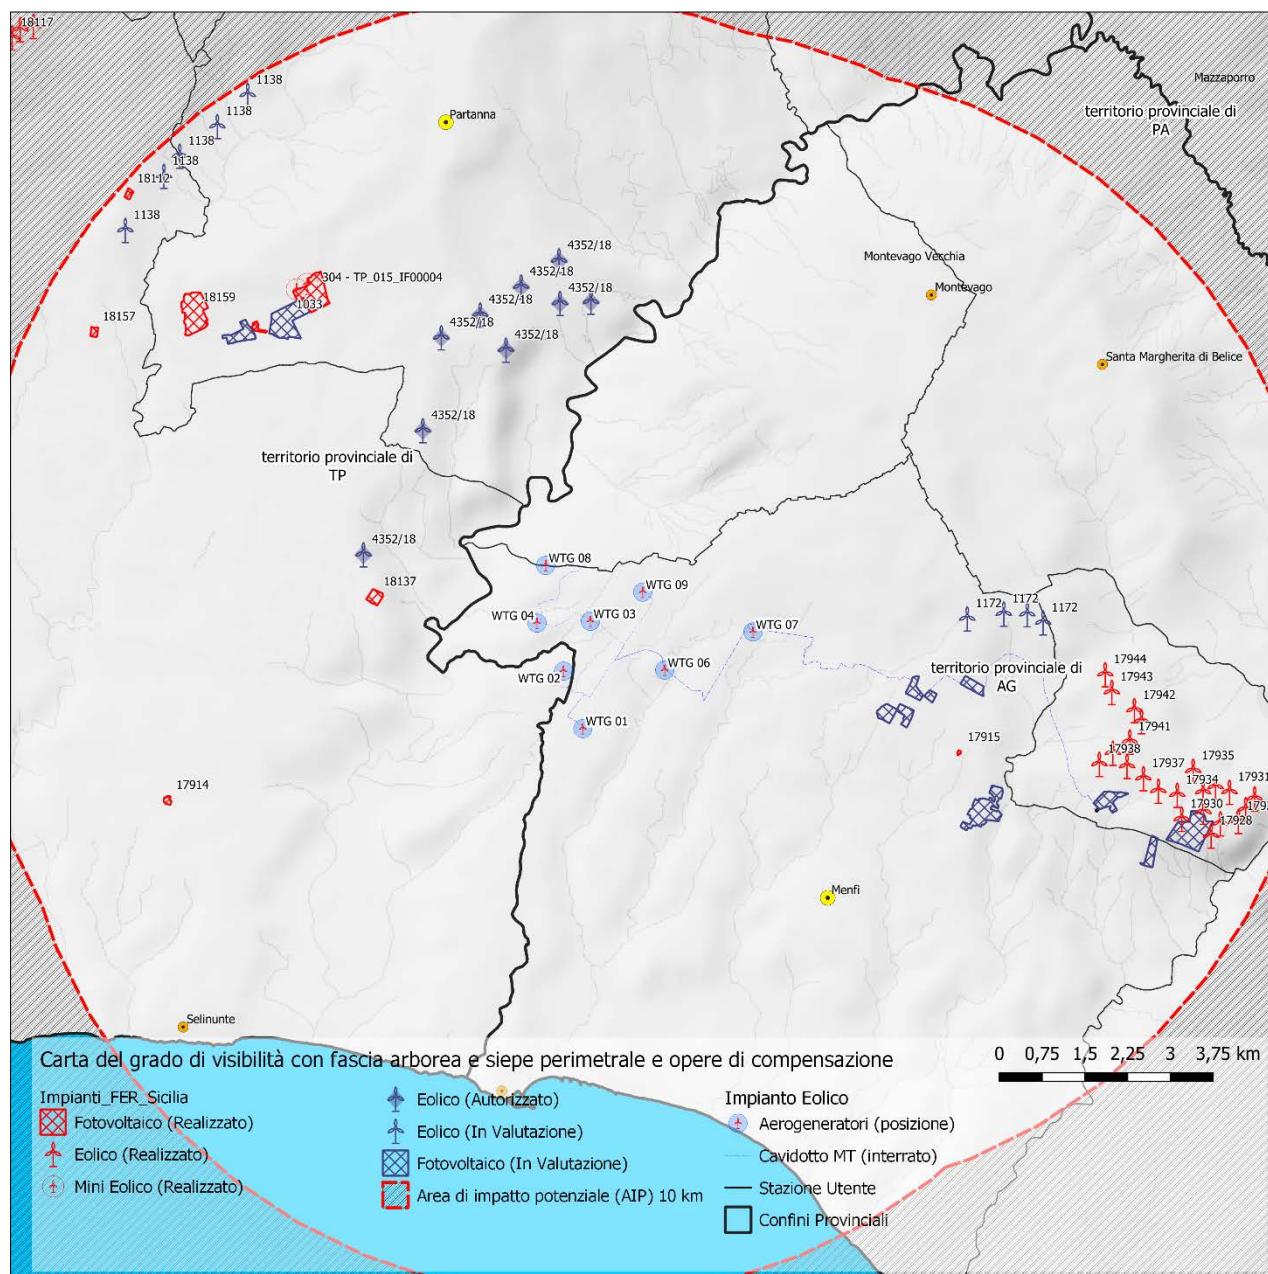 18117
1138
Partanna
Mazzaporro
territorio provinciale di
PA
1138
1138
1138
18112
1138
4352/18
Montevago Vecchia
304 - TP_015_IF00004
4352/18
Montevago
18159
1033
4352/18
4352/18
18157
4352/18
4352/18
Santa Margherita di Belice
4352/18
territorio provinciale di
TP
4352/18
WTG 08
18137
WTG 09
1172
1172
1172
WTG 04
WTG 03
WTG 07
territorio provinciale di
AG
WTG 06
WTG 02
17944
17943
17942
WTG 01
17941
17915
17938
17935
17937
17914
17934
17931
17930
17928
Menfi
Selinunte
Carta del grado di visibilità con fascia arborea e siepe perimetrale e opere di compensazione
0 0,75 1,5 2,25 3 3,75 km
Impianti_FER_Sicilia
Fotovoltaico (Realizzato)
Eolico (Realizzato)
Mini Eolico (Realizzato)
Eolico (Autorizzato)
Eolico (In Valutazione)
Fotovoltaico (In Valutazione)
Area di impatto potenziale (AIP) 10 km
Impianto Eolico
Aerogeneratori (posizione)
Cavidotto MT (interrato)
Stazione Utente
Confini Provinciali